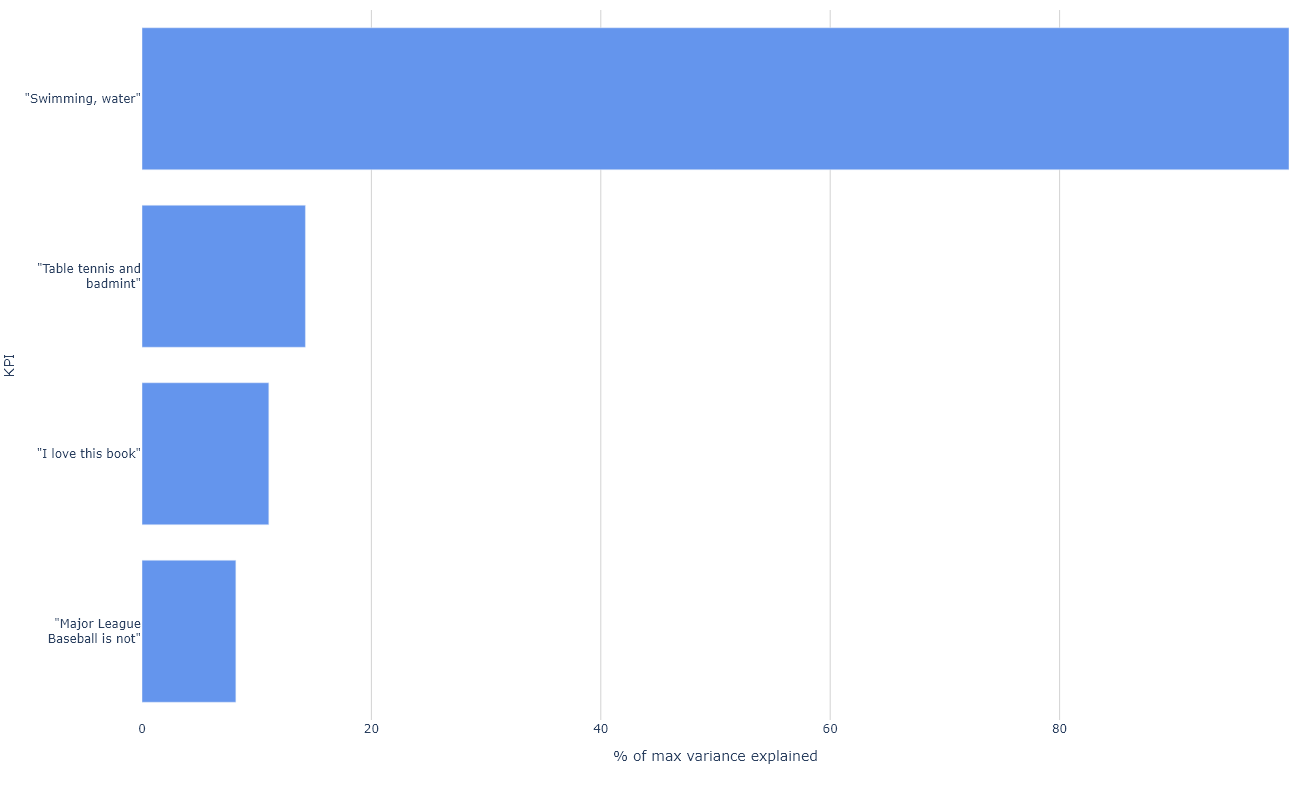 "Swimming, water"
"Table tennis and
badmint"
KPI
"I love this book"
"Major League
Baseball is not"
0 20 40 60 80
% of max variance explained